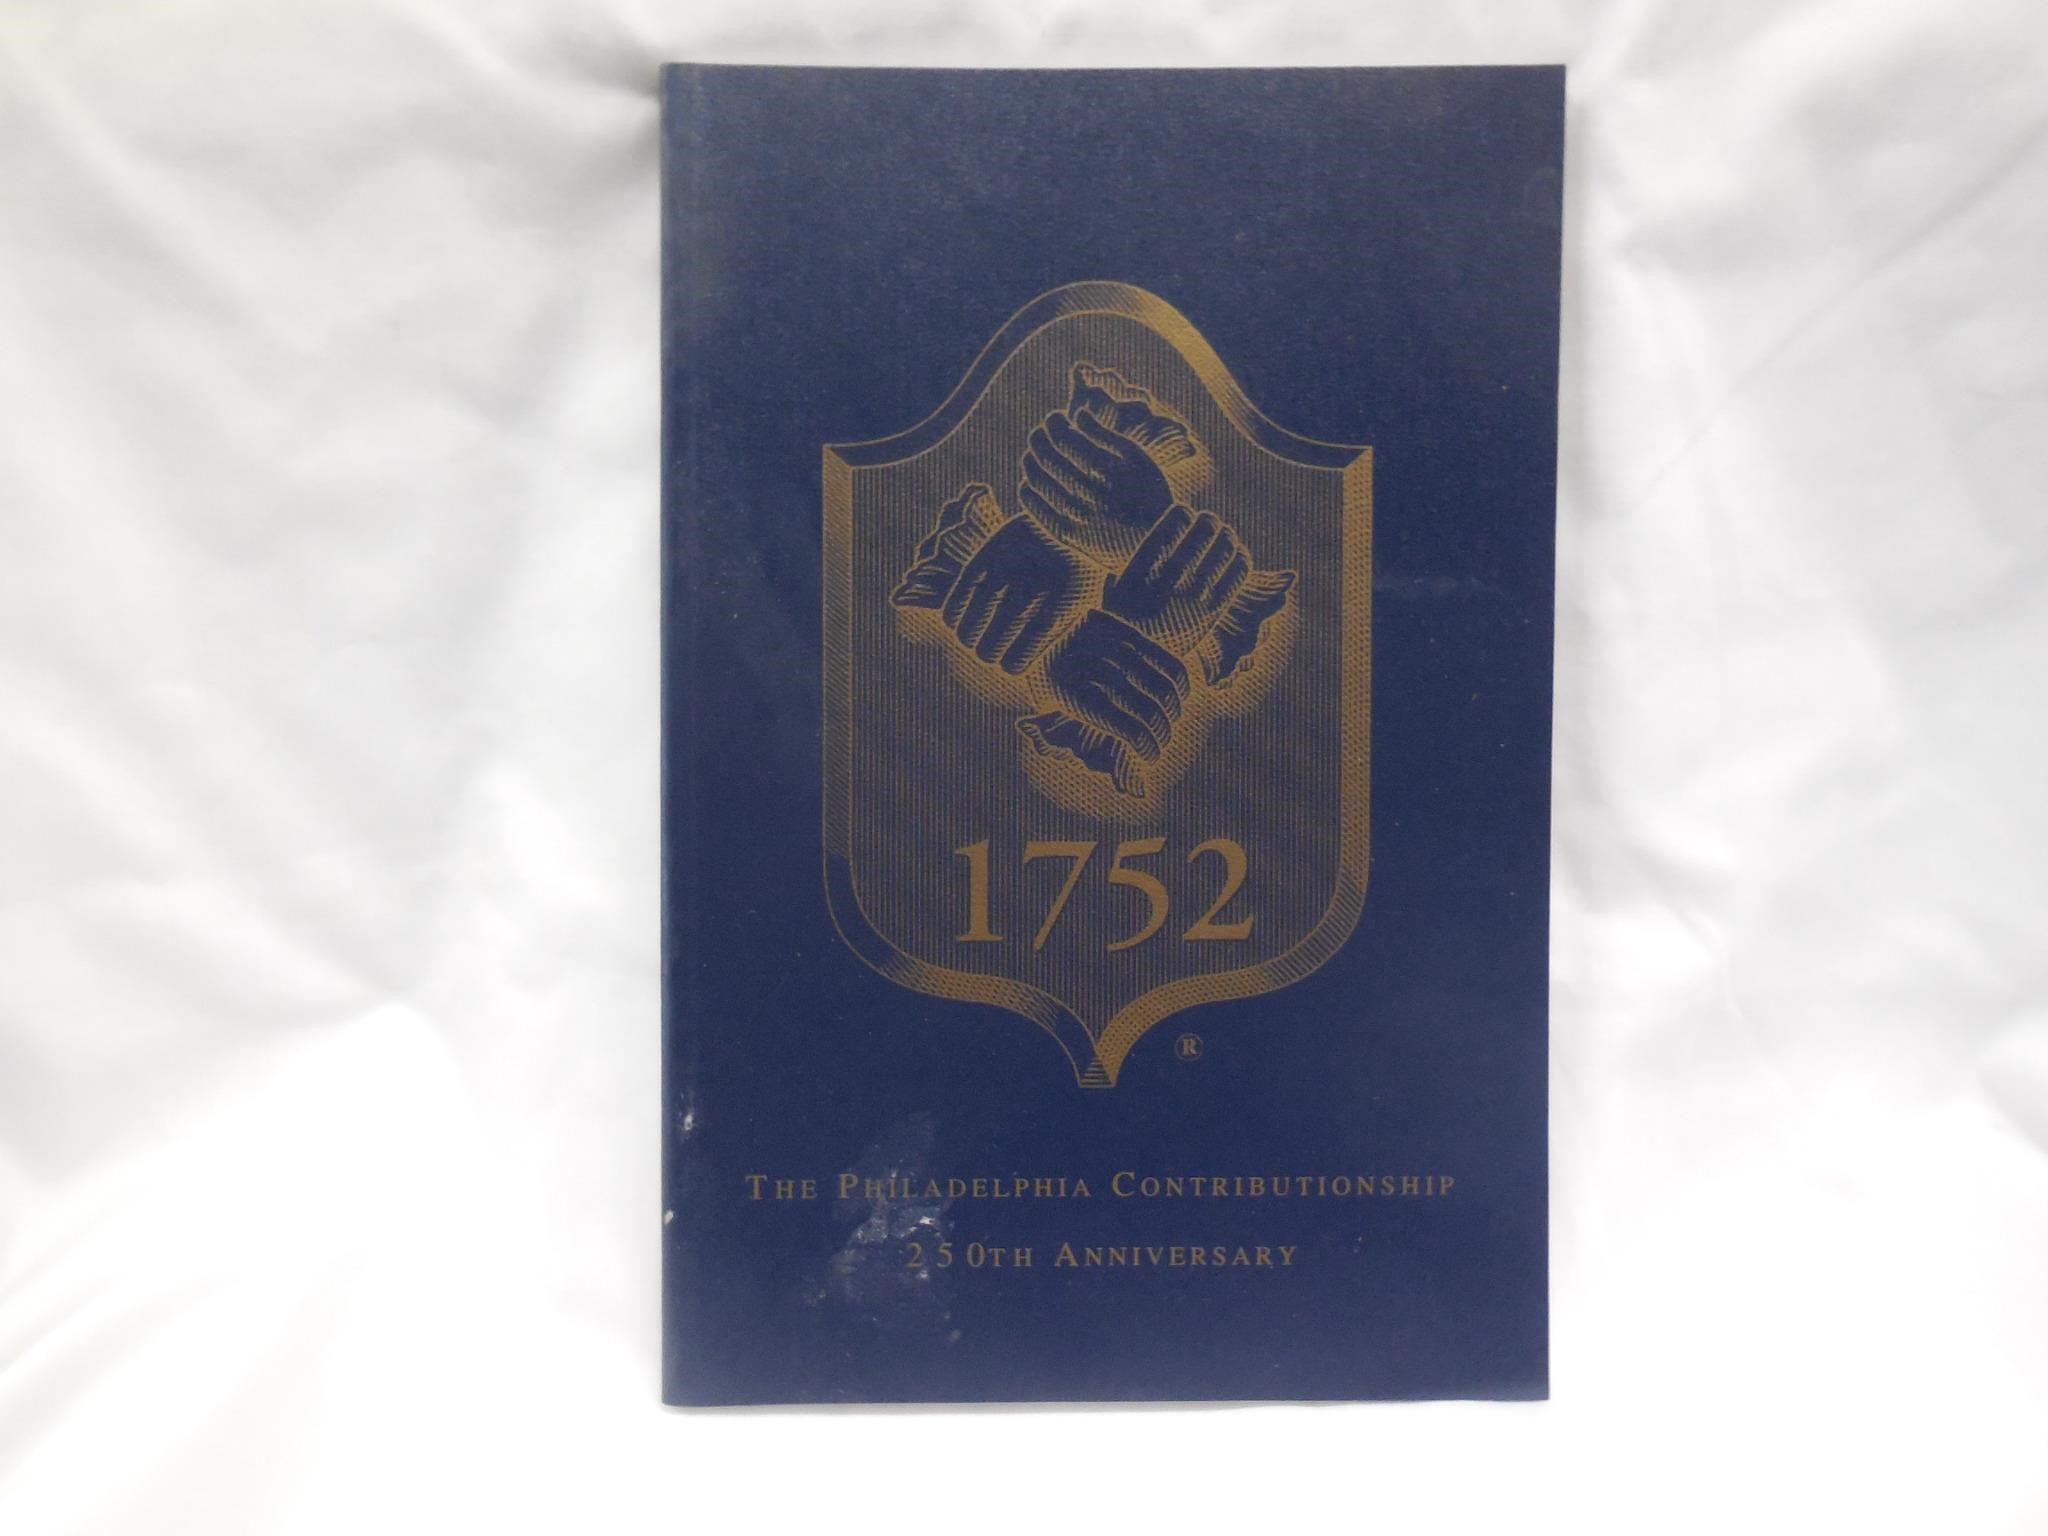 1752
®
The Philadelphia Contributionship
250th Anniversary